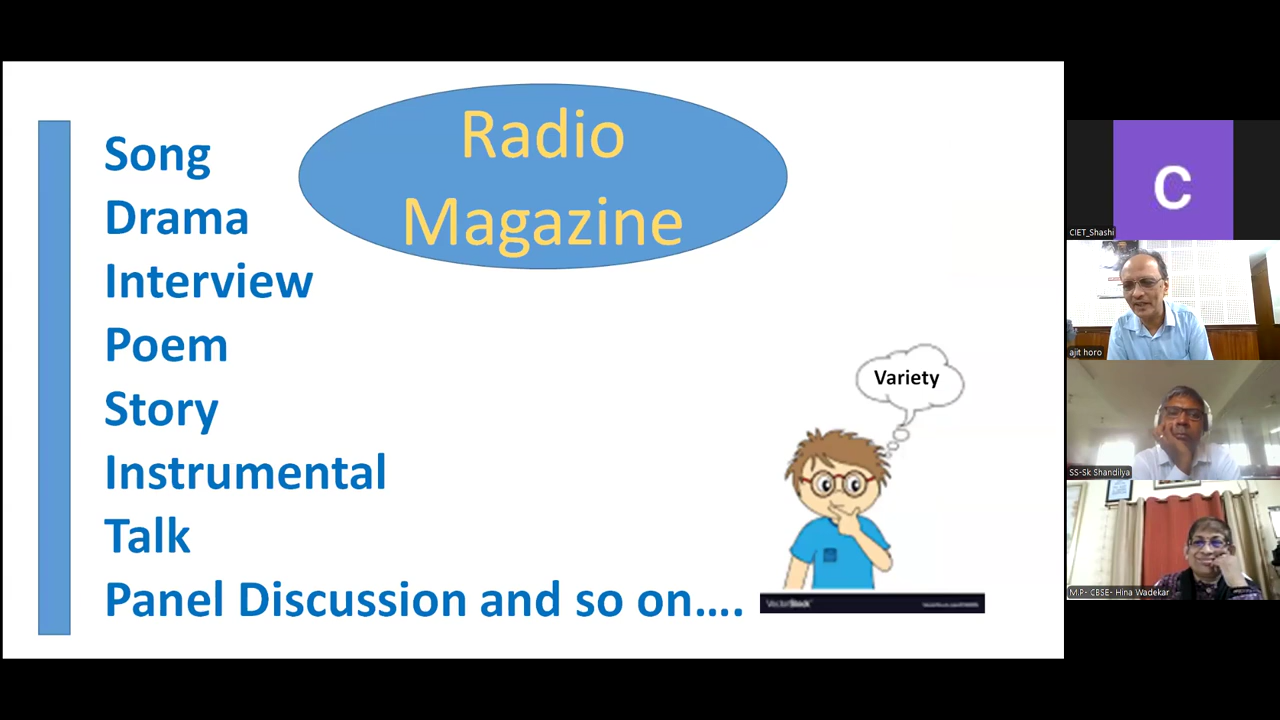 Radio
Magazine
Song
Drama
Interview
Poem
Story
Instrumental
Talk
Panel Discussion and so on....
Variety
VectorStock
C
CIET_Shashi
ajit horo
SS-Sk Shandilya
M.P- CBSE- Hina Wadekar